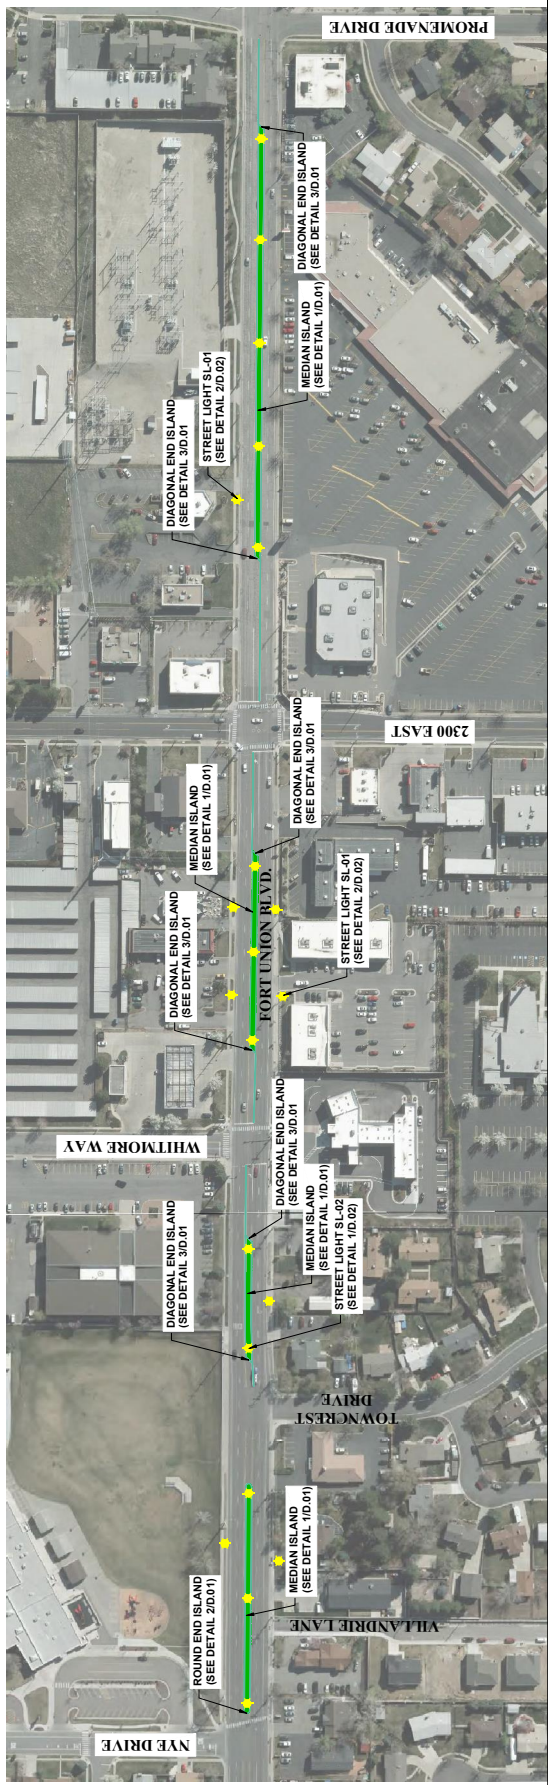 PROMENADE DRIVE
DIAGONAL END ISLAND
(SEE DETAIL 3/D.01
MEDIAN ISLAND
(SEE DETAIL 1/D.01)
STREET LIGHT SL-01
(SEE DETAIL 2/D.02)
DIAGONAL END ISLAND
(SEE DETAIL 3/D.01
2300 EAST
DIAGONAL END ISLAND
(SEE DETAIL 3/D.01
MEDIAN ISLAND
(SEE DETAIL 1/D.01)
FORT UNION BLVD.
STREET LIGHT SL-01
(SEE DETAIL 2/D.02)
DIAGONAL END ISLAND
(SEE DETAIL 3/D.01
WHITMORE WAY
DIAGONAL END ISLAND
(SEE DETAIL 3/D.01
MEDIAN ISLAND
(SEE DETAIL 1/D.01)
STREET LIGHT SL-02
(SEE DETAIL 1/D.02)
DIAGONAL END ISLAND
(SEE DETAIL 3/D.01
TOWNCREST
DRIVE
MEDIAN ISLAND
(SEE DETAIL 1/D.01)
ROUND END ISLAND
(SEE DETAIL 2/D.01)
VILLANDRIE LANE
NYE DRIVE